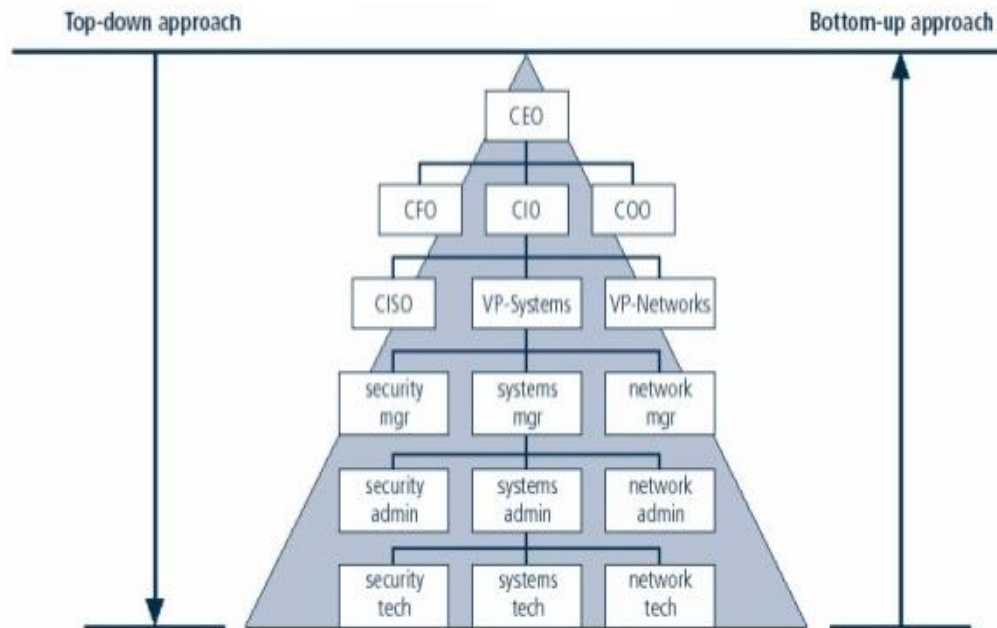 Top-down approach
Bottom-up approach
CEO
CFO
CIO
COO
CISO
VP-Systems
VP-Networks
security
mgr
systems
mgr
network
mgr
security
admin
systems
admin
network
admin
security
tech
systems
tech
network
tech